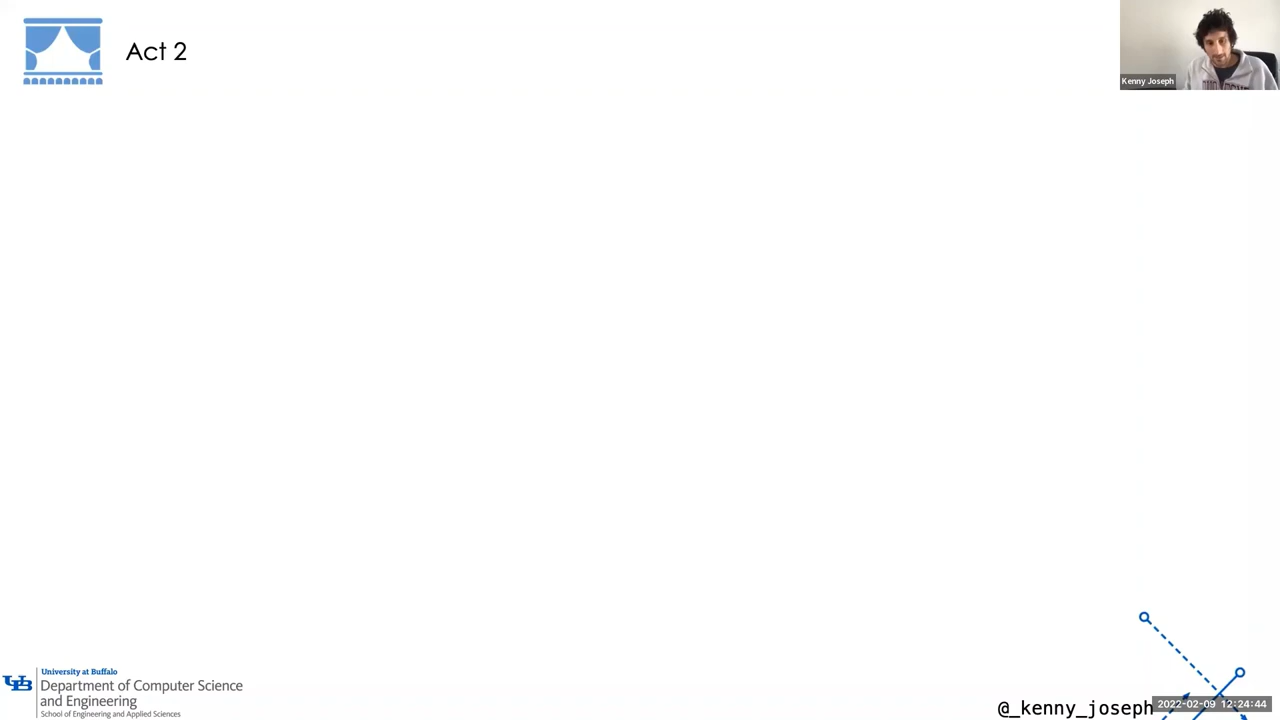 Act 2
Kenny Joseph
UB
University at Buffalo
Department of Computer Science
and Engineering
School of Engineering and Applied Sciences
@_kenny_joseph
2022-02-09 12:24:44